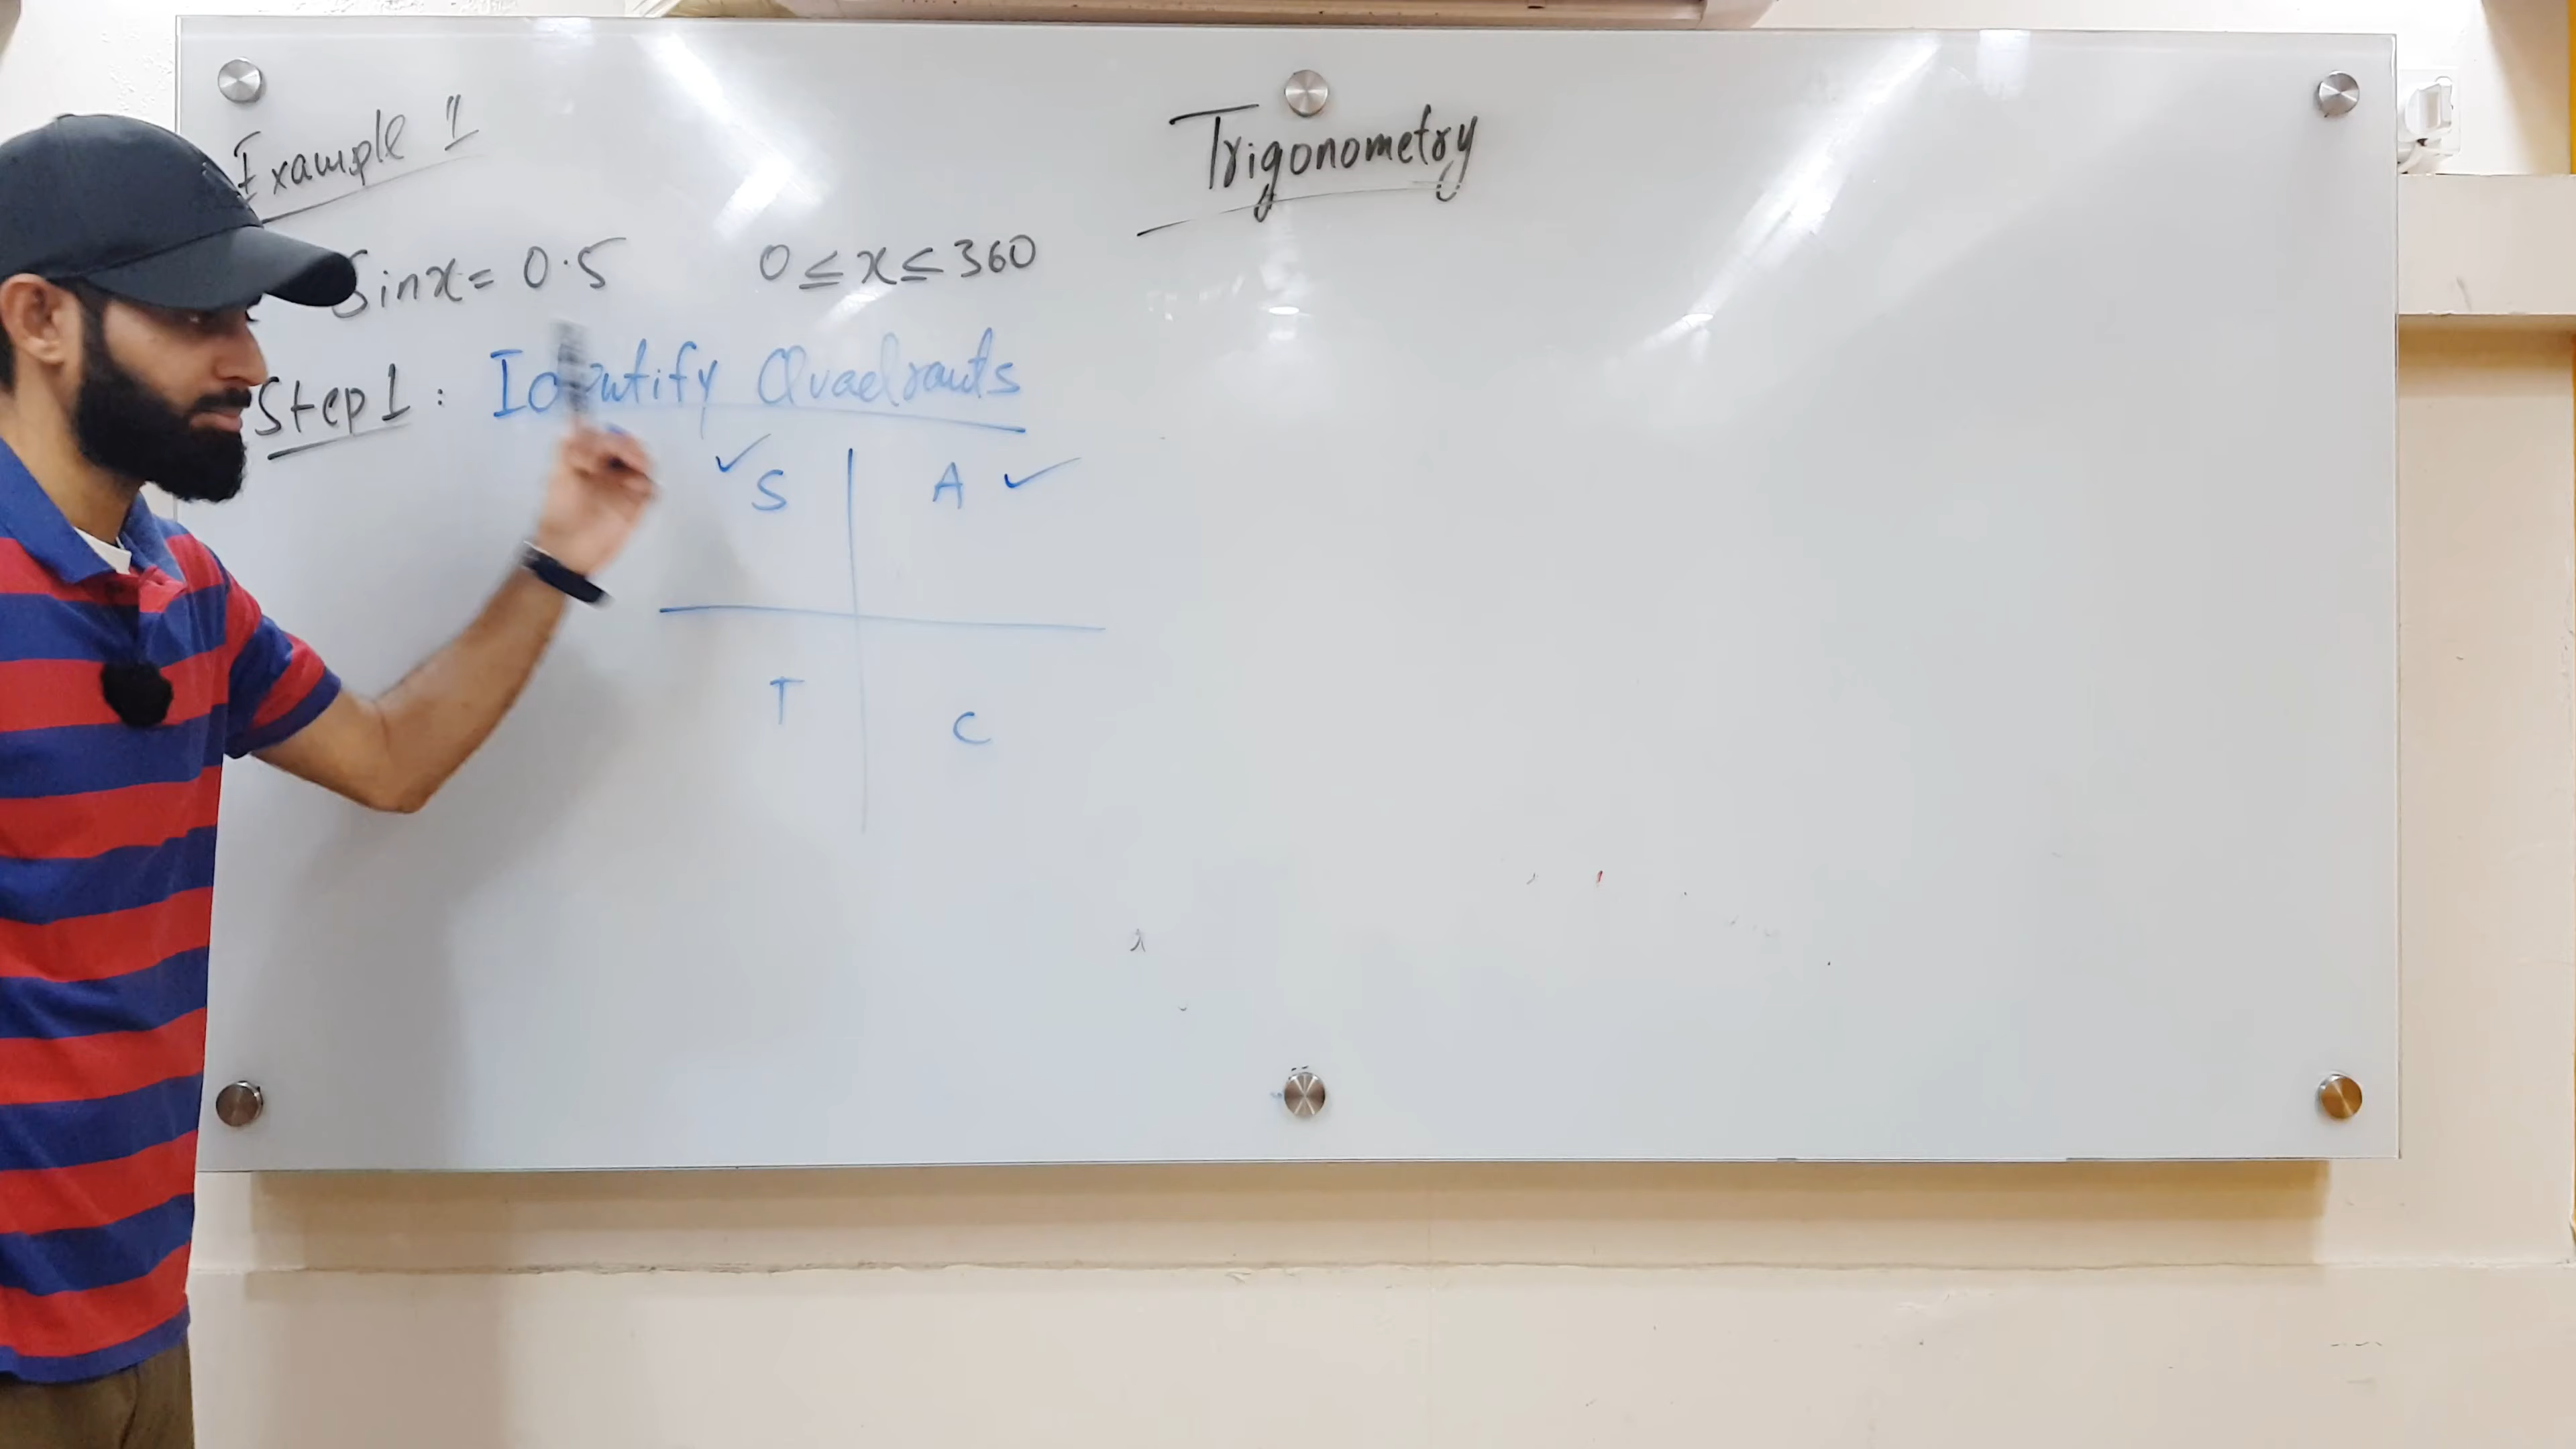 Example 1
Trigonometry
Sinx = 0.5 0 ≤ x ≤ 360
Step 1 : Identify Quadrants
✓ S A ✓
T C